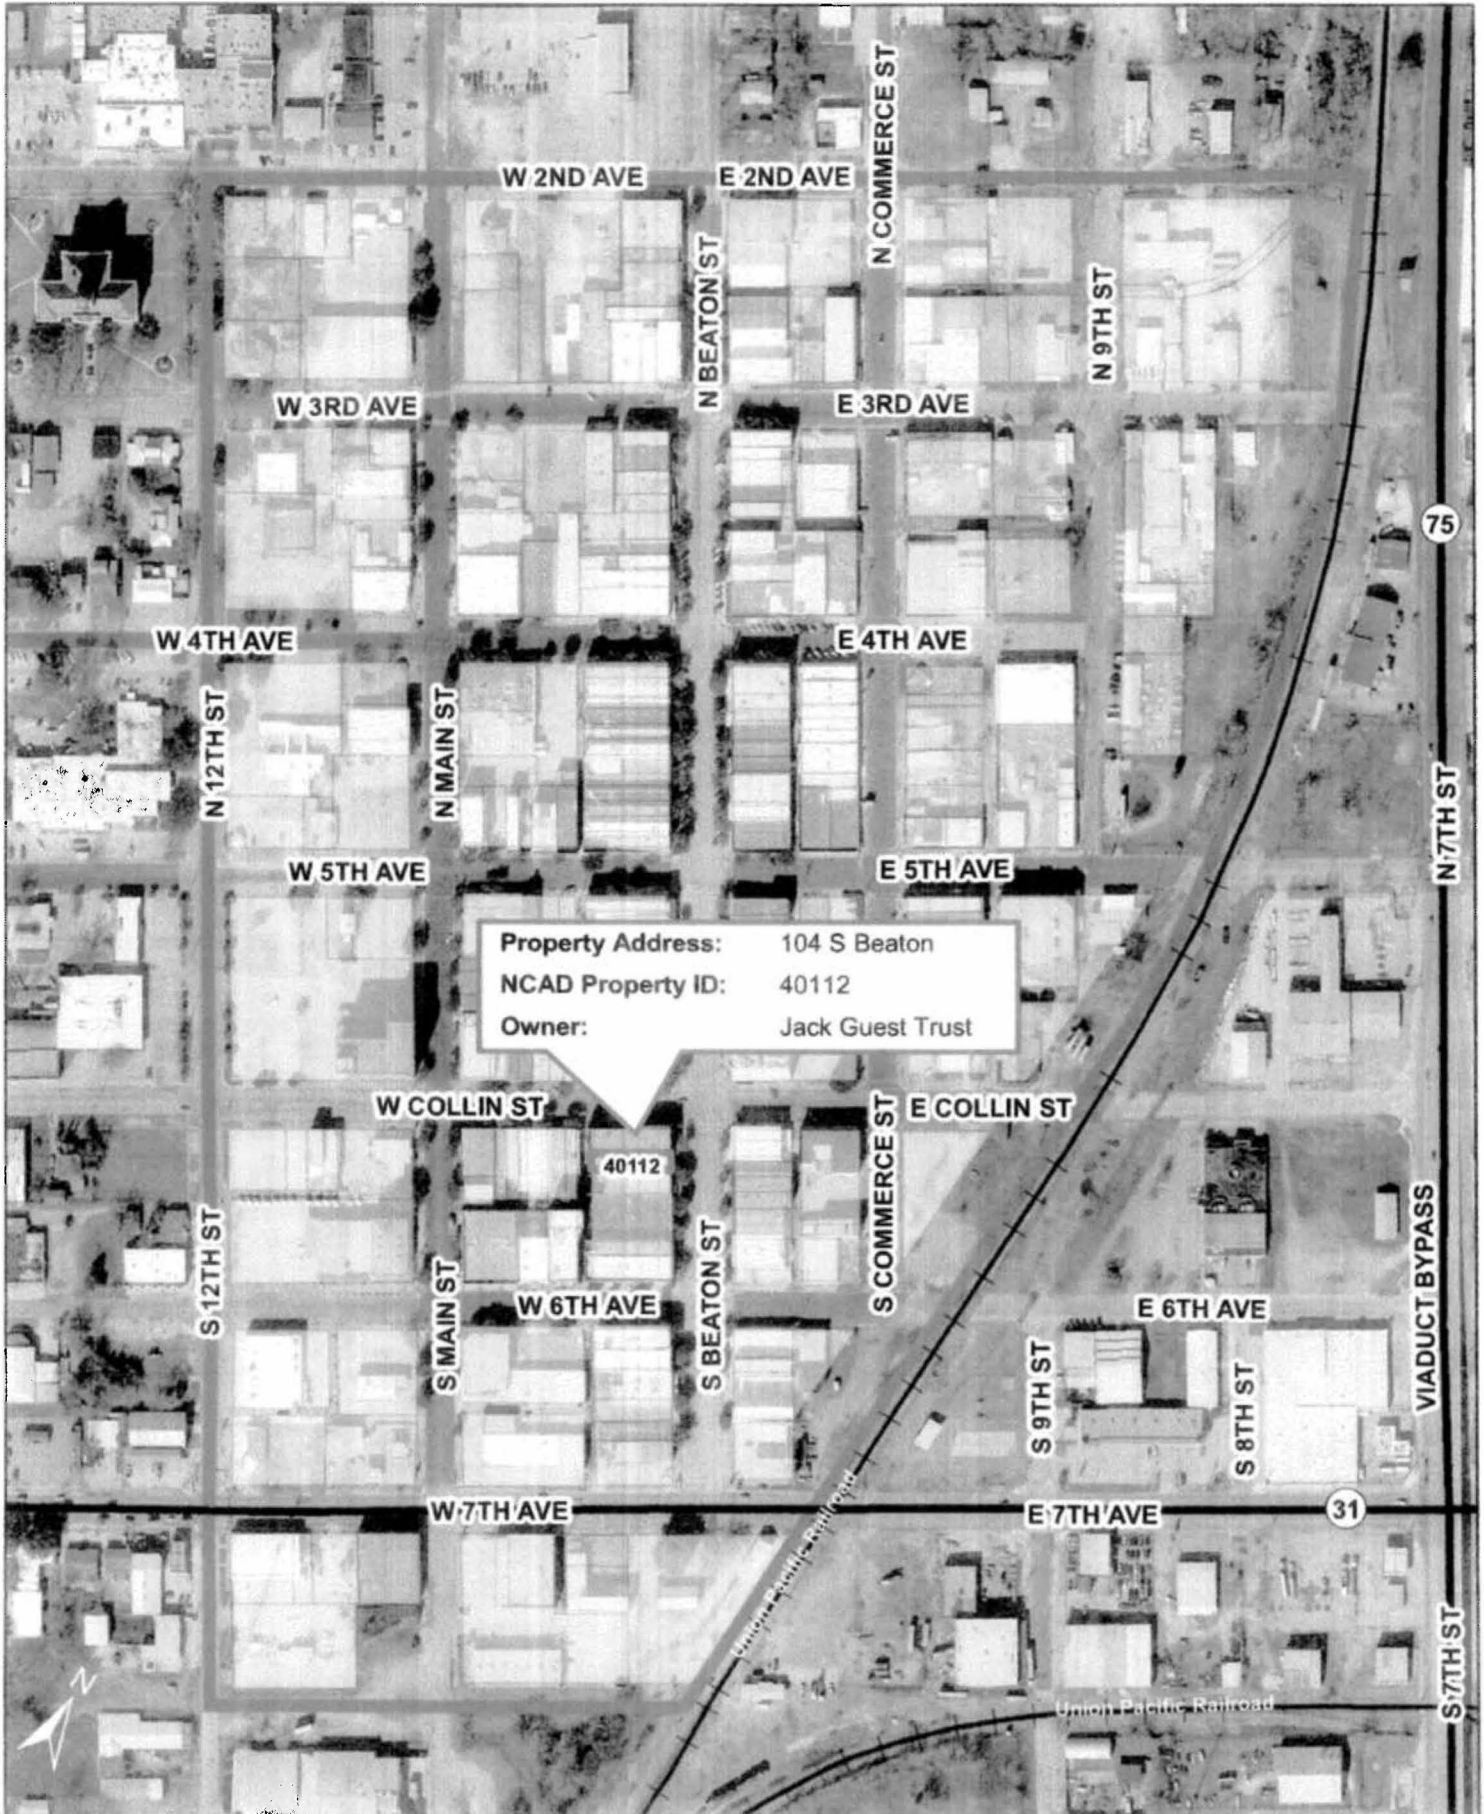 N COMMERCE ST
W 2ND AVE
E 2ND AVE
N BEATON ST
N 9TH ST
W 3RD AVE
E 3RD AVE
75
W 4TH AVE
E 4TH AVE
N 12TH ST
N MAIN ST
N 7TH ST
W 5TH AVE
E 5TH AVE
Property Address: 104 S Beaton
NCAD Property ID: 40112
Owner: Jack Guest Trust
W COLLIN ST
E COLLIN ST
40112
S COMMERCE ST
S 12TH ST
S MAIN ST
S BEATON ST
VIADUCT BYPASS
W 6TH AVE
E 6TH AVE
S 9TH ST
S 8TH ST
W 7TH AVE
E 7TH AVE
31
Union Pacific Railroad
S 7TH ST
N
Union Pacific Railroad